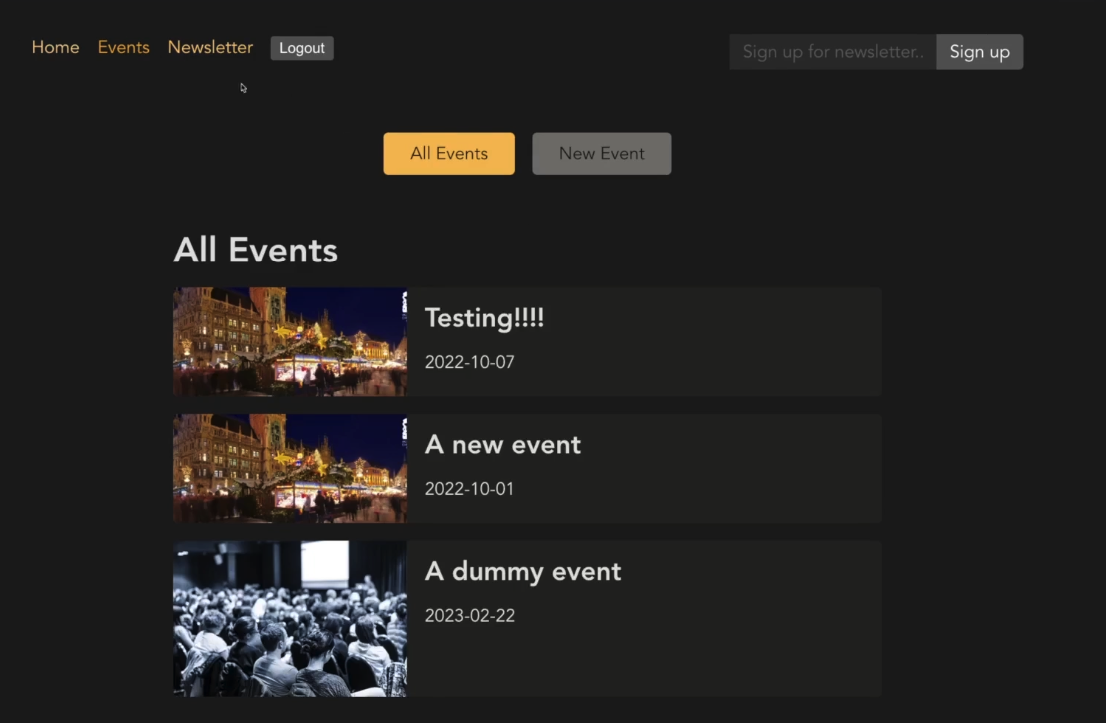 Home Events Newsletter Logout Sign up for newsletter.. Sign up
All Events New Event
All Events
Testing!!!!
2022-10-07
A new event
2022-10-01
A dummy event
2023-02-22